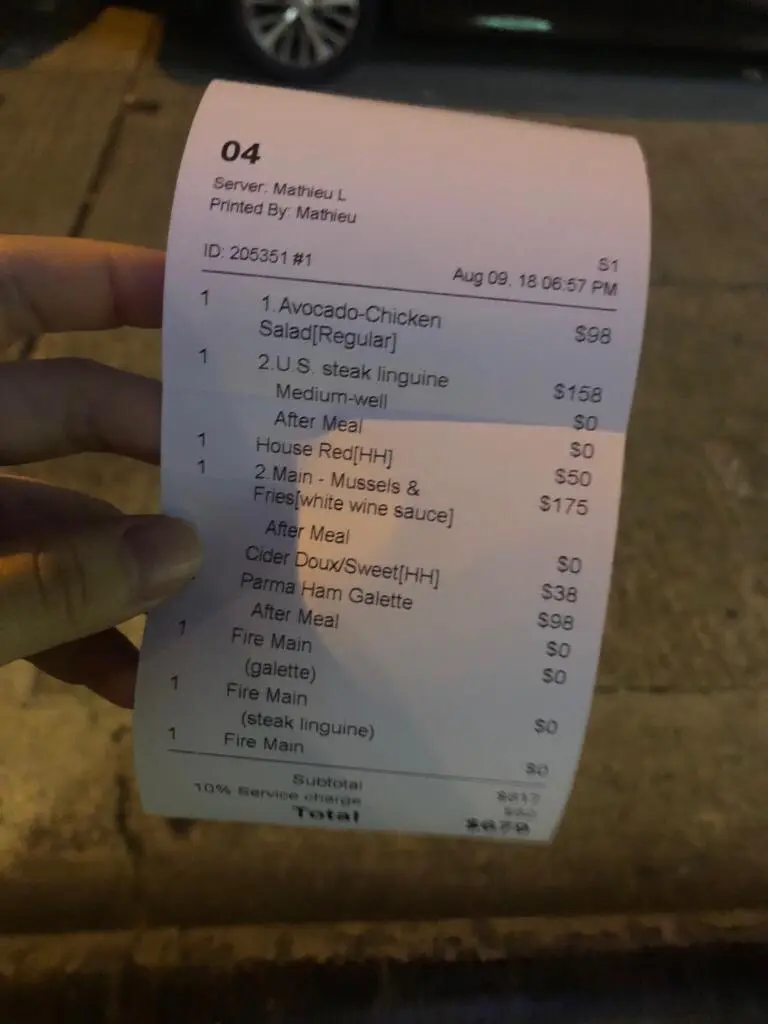 04
Server: Mathieu L
Printed By: Mathieu
S1
ID: 205351 #1 Aug 09, 18 06:57 PM
1 1.Avocado-Chicken
Salad[Regular] $98
1 2.U.S. steak linguine $158
Medium-well $0
After Meal $0
1 House Red[HH] $50
1 2.Main - Mussels & $175
Fries[white wine sauce]
After Meal $0
Cider Doux/Sweet[HH] $38
Parma Ham Galette $98
After Meal $0
1 Fire Main $0
(galette)
1 Fire Main $0
(steak linguine)
1 Fire Main $0
Subtotal $617
10% Service charge
Total